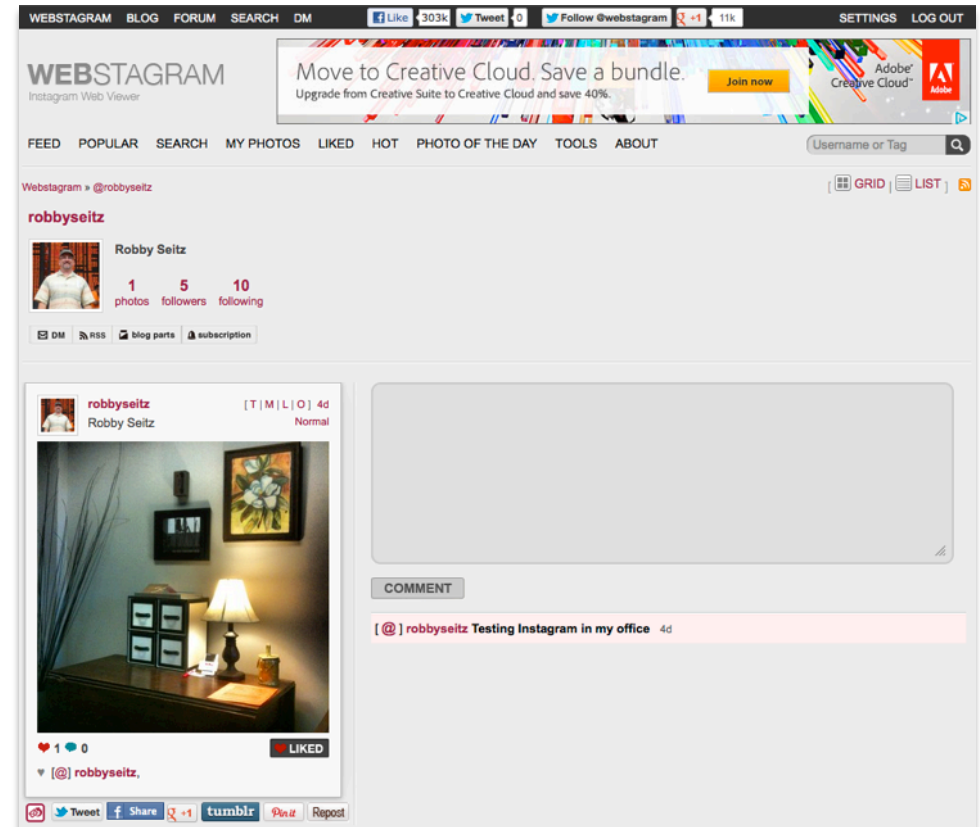 WEBSTAGRAM BLOG FORUM SEARCH DM Like 303k Tweet 0 Follow @webstagram +1 11k SETTINGS LOG OUT
WEBSTAGRAM
Instagram Web Viewer
Move to Creative Cloud. Save a bundle.
Upgrade from Creative Suite to Creative Cloud and save 40%.
Join now
Adobe®
Creative Cloud™
Adobe
FEED POPULAR SEARCH MY PHOTOS LIKED HOT PHOTO OF THE DAY TOOLS ABOUT Username or Tag
Webstagram » @robbyseitz [ GRID | LIST ]
robbyseitz
Robby Seitz
1 5 10
photos followers following
DM RSS blog parts subscription
robbyseitz [ T | M | L | O ] 4d
Robby Seitz Normal
1 0 LIKED
[@] robbyseitz,
Tweet Share +1 tumblr Pin it Repost
COMMENT
[ @ ] robbyseitz Testing Instagram in my office 4d